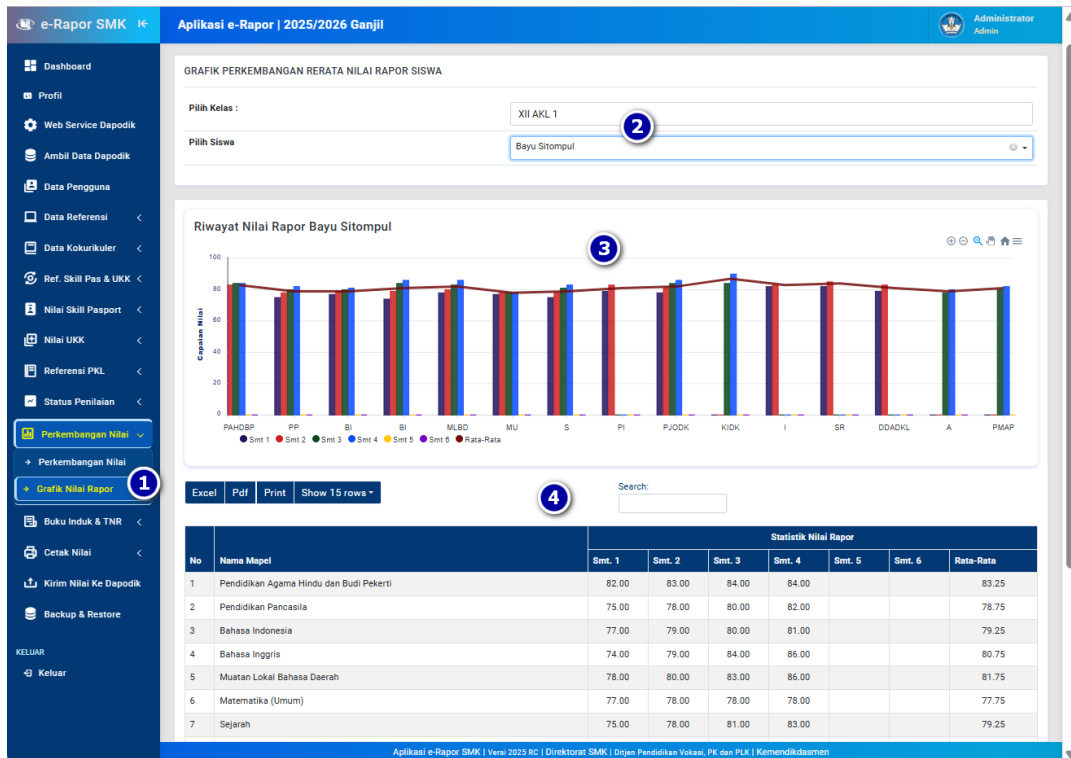 e-Rapor SMK
Aplikasi e-Rapor | 2025/2026 Ganjil
Administrator
Admin
Dashboard
Profil
Web Service Dapodik
Ambil Data Dapodik
Data Pengguna
Data Referensi
Data Kokurikuler
Ref. Skill Pas & UKK
Nilai Skill Pasport
Nilai UKK
Referensi PKL
Status Penilaian
Perkembangan Nilai
Perkembangan Nilai
Grafik Nilai Rapor
1
Buku Induk & TNR
Cetak Nilai
Kirim Nilai Ke Dapodik
Backup & Restore
KELUAR
Keluar
GRAFIK PERKEMBANGAN RERATA NILAI RAPOR SISWA
Pilih Kelas :
XII AKL 1
2
Pilih Siswa
Bayu Sitompul
Riwayat Nilai Rapor Bayu Sitompul
3
Capaian Nilai
100
80
60
40
20
0
PAHDBP PP BI BI MLBD MU S PI PJODK KIDK I SR DDADKL A PMAP
Smt 1 Smt 2 Smt 3 Smt 4 Smt 5 Smt 6 Rata-Rata
Excel Pdf Print Show 15 rows
4
Search:
No Nama Mapel Statistik Nilai Rapor
Smt. 1 Smt. 2 Smt. 3 Smt. 4 Smt. 5 Smt. 6 Rata-Rata
1 Pendidikan Agama Hindu dan Budi Pekerti 82.00 83.00 84.00 84.00 83.25
2 Pendidikan Pancasila 75.00 78.00 80.00 82.00 78.75
3 Bahasa Indonesia 77.00 79.00 80.00 81.00 79.25
4 Bahasa Inggris 74.00 79.00 84.00 86.00 80.75
5 Muatan Lokal Bahasa Daerah 78.00 80.00 83.00 86.00 81.75
6 Matematika (Umum) 77.00 78.00 78.00 78.00 77.75
7 Sejarah 75.00 78.00 81.00 83.00 79.25
Aplikasi e-Rapor SMK | Versi 2025 RC | Direktorat SMK | Ditjen Pendidikan Vokasi, PK dan PLK | Kemendikdasmen